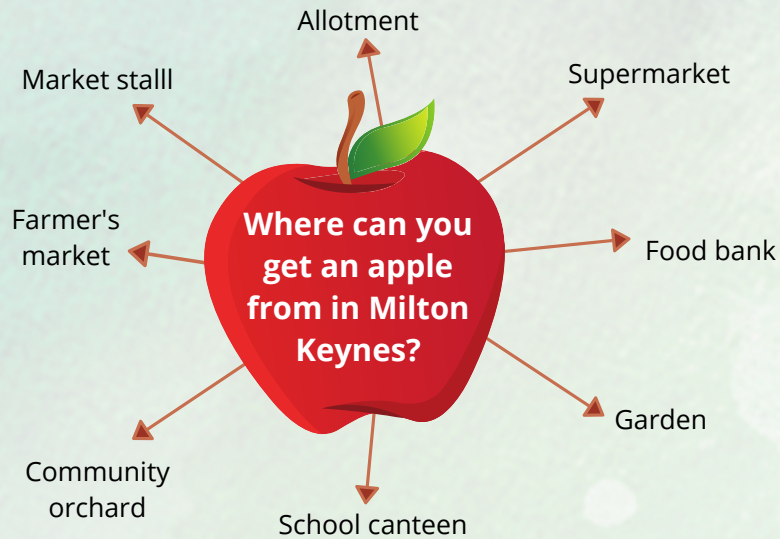 Allotment
Market stalll
Supermarket
Farmer's
market
Where can you
get an apple
from in Milton
Keynes?
Food bank
Garden
Community
orchard
School canteen